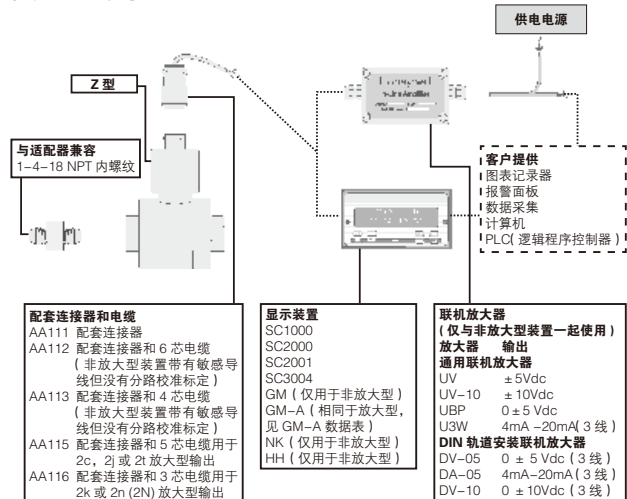 供电电源
Z 型
与适配器兼容
1-4-18 NPT 内螺纹
客户提供
图表记录器
报警面板
数据采集
计算机
PLC( 逻辑程序控制器 )
配套连接器和电缆
AA111 配套连接器
AA112 配套连接器和 6 芯电缆
( 非放大型装置带有敏感导
线但没有分路校准标定 )
AA113 配套连接器和 4 芯电缆
( 非放大型装置带有敏感导
线但没有分路校准标定 )
AA115 配套连接器和 5 芯电缆用于
2c，2j 或 2t 放大型输出
AA116 配套连接器和 3 芯电缆用于
2k 或 2n (2N) 放大型输出
显示装置
SC1000
SC2000
SC2001
SC3004
GM ( 仅用于非放大型 )
GM-A ( 相同于放大型，
见 GM-A 数据表 )
NK ( 仅用于非放大型 )
HH ( 仅用于非放大型 )
联机放大器
( 仅与非放大型装置一起使用 )
放大器 输出
通用联机放大器
UV ± 5Vdc
UV-10 ± 10Vdc
UBP 0 ± 5 Vdc
U3W 4mA -20mA( 3 线 )
DIN 轨道安装联机放大器
DV-05 0 ± 5 Vdc ( 3 线 )
DA-05 4mA-20mA( 3 线 )
DV-10 0 ± 10Vdc ( 3 线 )